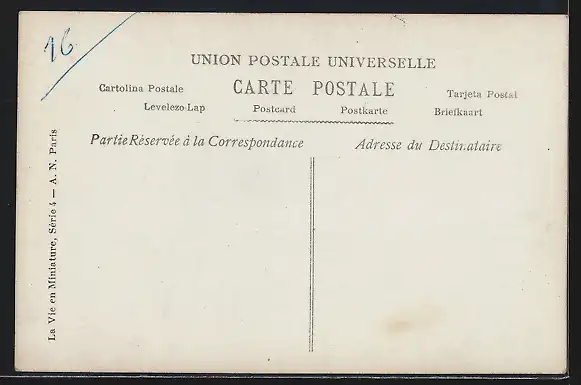 16
UNION POSTALE UNIVERSELLE
Cartolina Postale CARTE POSTALE Tarjeta Postal
Levelezo-Lap Postcard Postkarte Briefkaart
Partie Réservée à la Correspondance Adresse du Destinataire
La Vie en Miniature, Série 4 — A. N. Paris